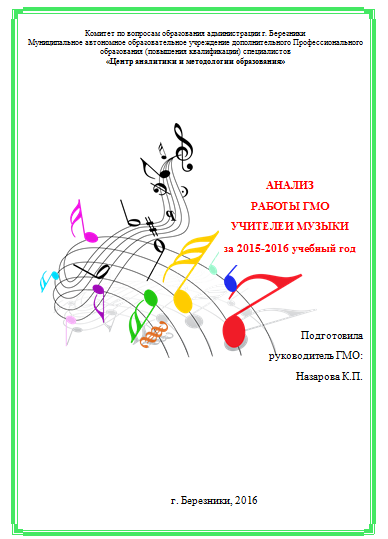 Комитет по вопросам образования администрации г. Березники
Муниципальное автономное образовательное учреждение дополнительного Профессионального
образования (повышения квалификации) специалистов
«Центр аналитики и методологии образования»
АНАЛИЗ
РАБОТЫ ГМО
УЧИТЕЛЕИ МУЗЫКИ
за 2015-2016 учебный год
Подготовила
руководитель ГМО:
Назарова К.П.
г. Березники, 2016